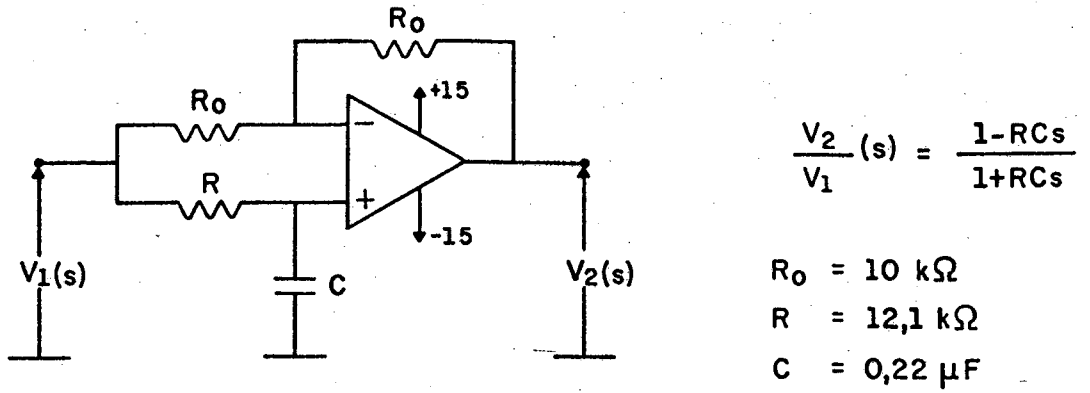 Ro
+15
Ro
−
R
+
-15
V1(s)
C
V2(s)
V2/V1 (s) = 1-RCs/1+RCs
Ro = 10 kΩ
R = 12,1 kΩ
C = 0,22 μF